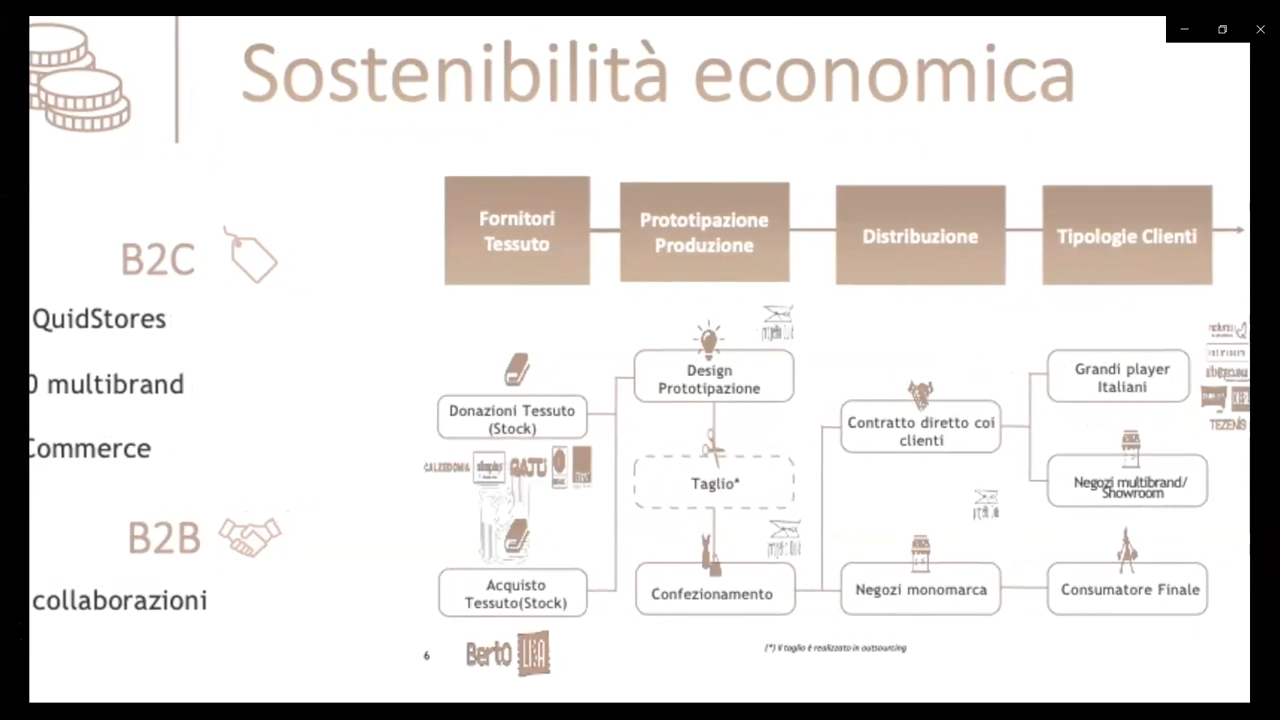 Sostenibilità economica
B2C
QuidStores
0 multibrand
Commerce
B2B
collaborazioni
Fornitori
Tessuto
Prototipazione
Produzione
Distribuzione
Tipologie Clienti
Donazioni Tessuto
(Stock)
CALZEDONIA
Acquisto
Tessuto(Stock)
Berto
Design
Prototipazione
Taglio*
Confezionamento
Contratto diretto coi
clienti
Negozi monomarca
Grandi player
Italiani
TEZENIS
Negozi multibrand/
Showroom
Consumatore Finale
(*) Il taglio è realizzato in outsourcing
6